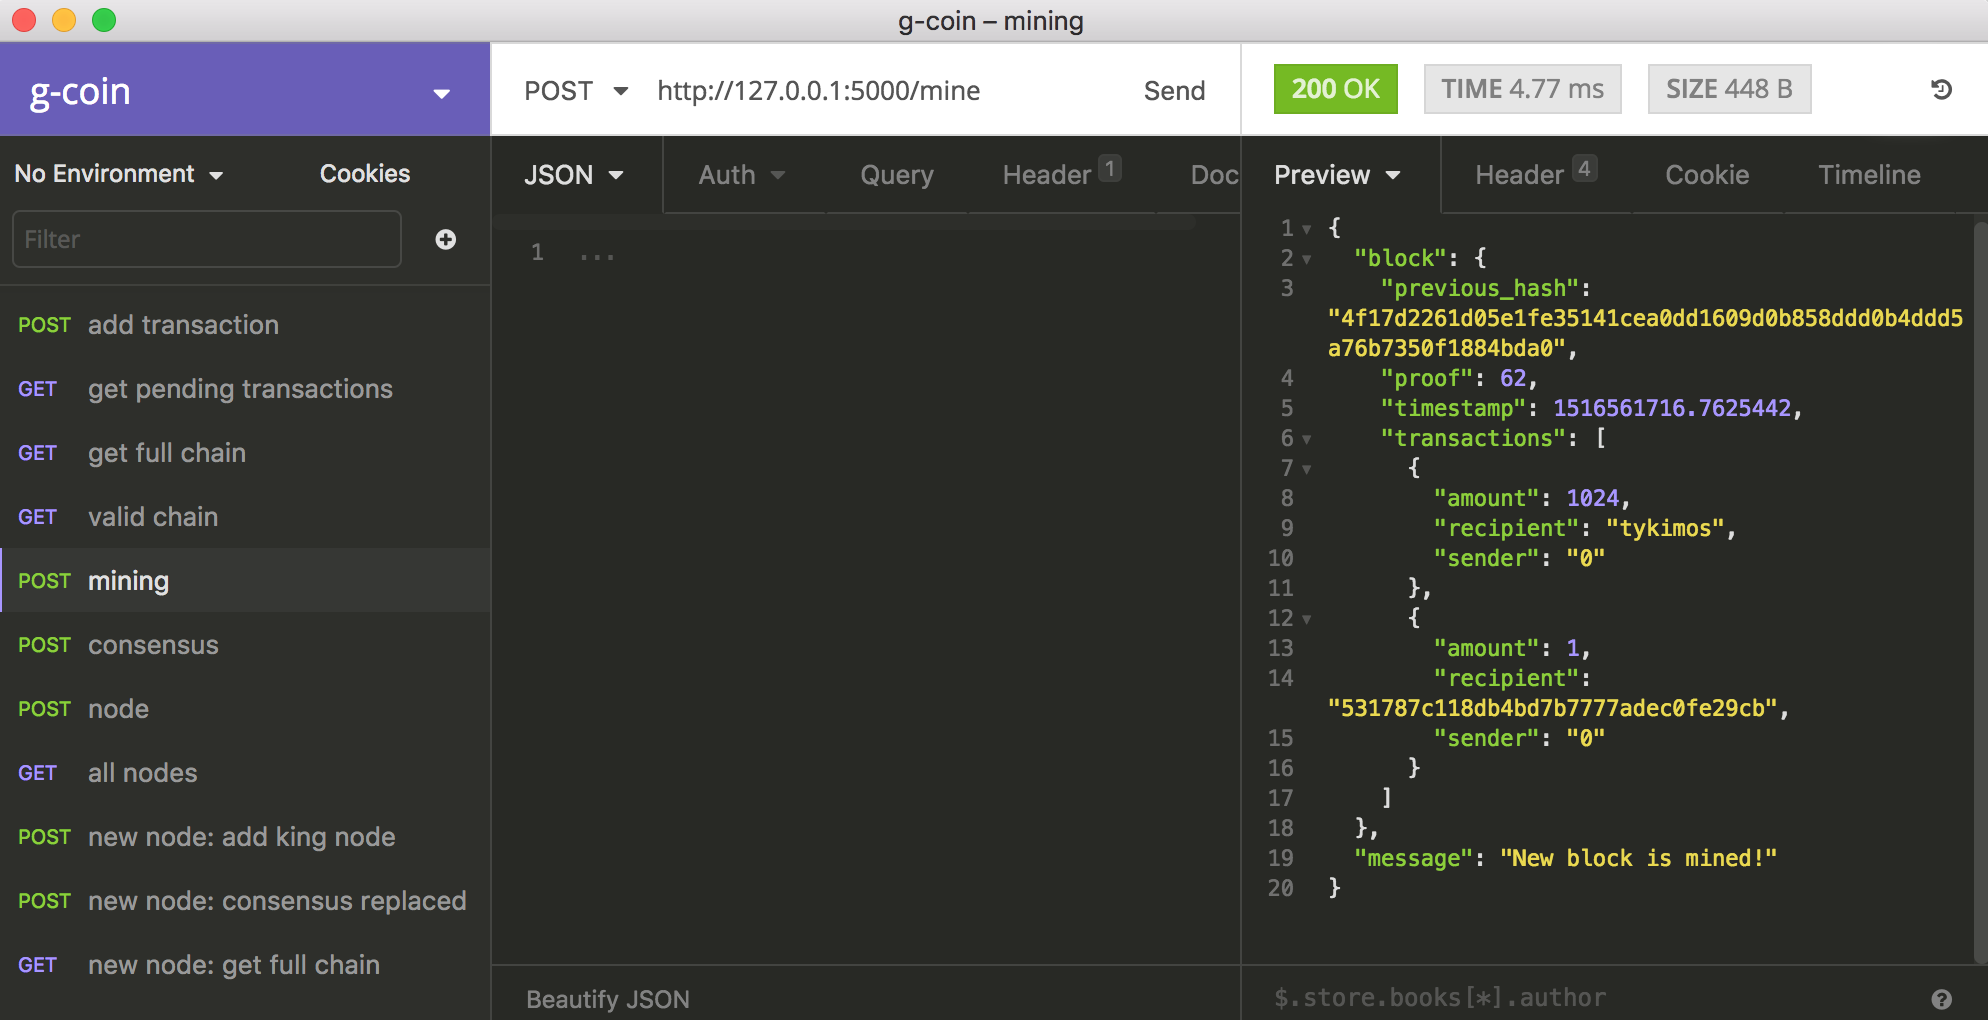 g-coin – mining
g-coin
POST http://127.0.0.1:5000/mine Send
200 OK TIME 4.77 ms SIZE 448 B
No Environment Cookies
Filter
POST add transaction
GET get pending transactions
GET get full chain
GET valid chain
POST mining
POST consensus
POST node
GET all nodes
POST new node: add king node
POST new node: consensus replaced
GET new node: get full chain
JSON Auth Query Header 1 Doc
1 ...
Beautify JSON
Preview Header 4 Cookie Timeline
1 {
2 "block": {
3 "previous_hash":
"4f17d2261d05e1fe35141cea0dd1609d0b858ddd0b4ddd5
a76b7350f1884bda0",
4 "proof": 62,
5 "timestamp": 1516561716.7625442,
6 "transactions": [
7 {
8 "amount": 1024,
9 "recipient": "tykimos",
10 "sender": "0"
11 },
12 {
13 "amount": 1,
14 "recipient":
"531787c118db4bd7b7777adec0fe29cb",
15 "sender": "0"
16 }
17 ]
18 },
19 "message": "New block is mined!"
20 }
$.store.books[*].author
?